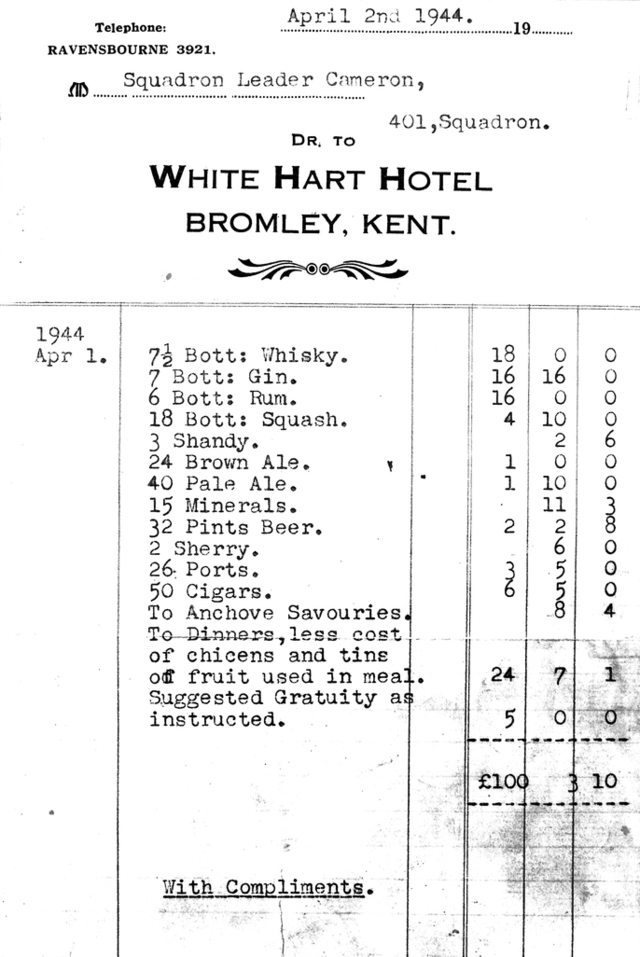 April 2nd 1944.
19
Telephone:
RAVENSBOURNE 3921.
M Squadron Leader Cameron,
401,Squadron.
DR. TO
WHITE HART HOTEL
BROMLEY, KENT.
1944
Apr 1. 7½ Bott: Whisky. 18 0 0
7 Bott: Gin. 16 16 0
6 Bott: Rum. 16 0 0
18 Bott: Squash. 4 10 0
3 Shandy. 2 6
24 Brown Ale. 1 0 0
40 Pale Ale. 1 10 0
15 Minerals. 11 3
32 Pints Beer. 2 2 8
2 Sherry. 6 0
26 Ports. 3 5 0
50 Cigars. 6 5 0
To Anchove Savouries. 8 4
To Dinners,less cost
of chicens and tins
of fruit used in meal. 24 7 1
Suggested Gratuity as
instructed. 5 0 0
£100 3 10
With Compliments.